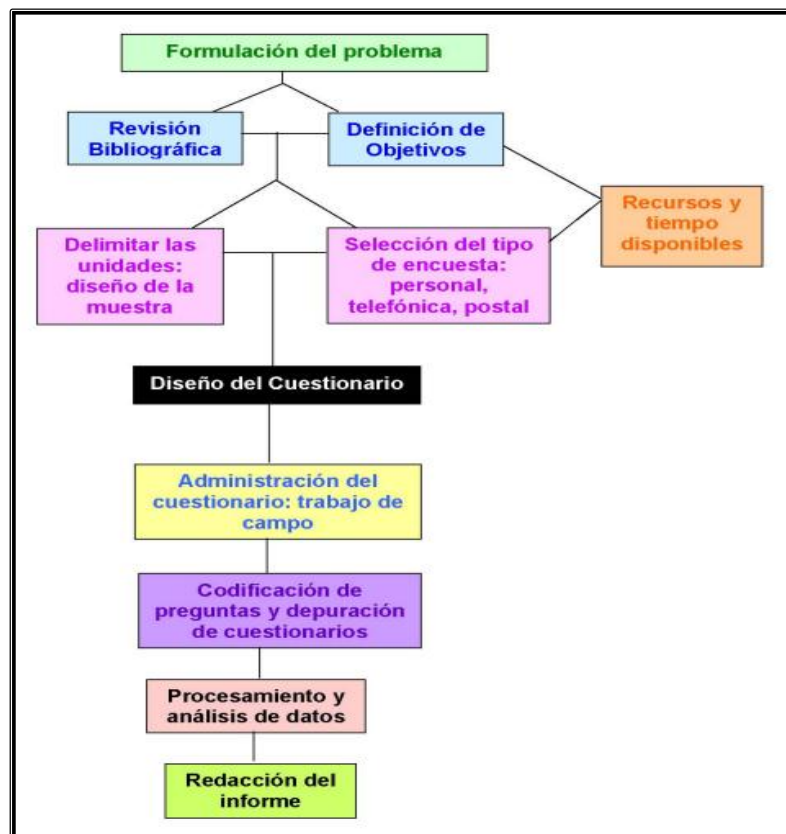 Formulación del problema
Revisión
Bibliográfica
Definición de
Objetivos
Recursos y
tiempo
disponibles
Delimitar las
unidades:
diseño de la
muestra
Selección del tipo
de encuesta:
personal,
telefónica, postal
Diseño del Cuestionario
Administración del
cuestionario: trabajo de
campo
Codificación de
preguntas y depuración
de cuestionarios
Procesamiento y
análisis de datos
Redacción del
informe